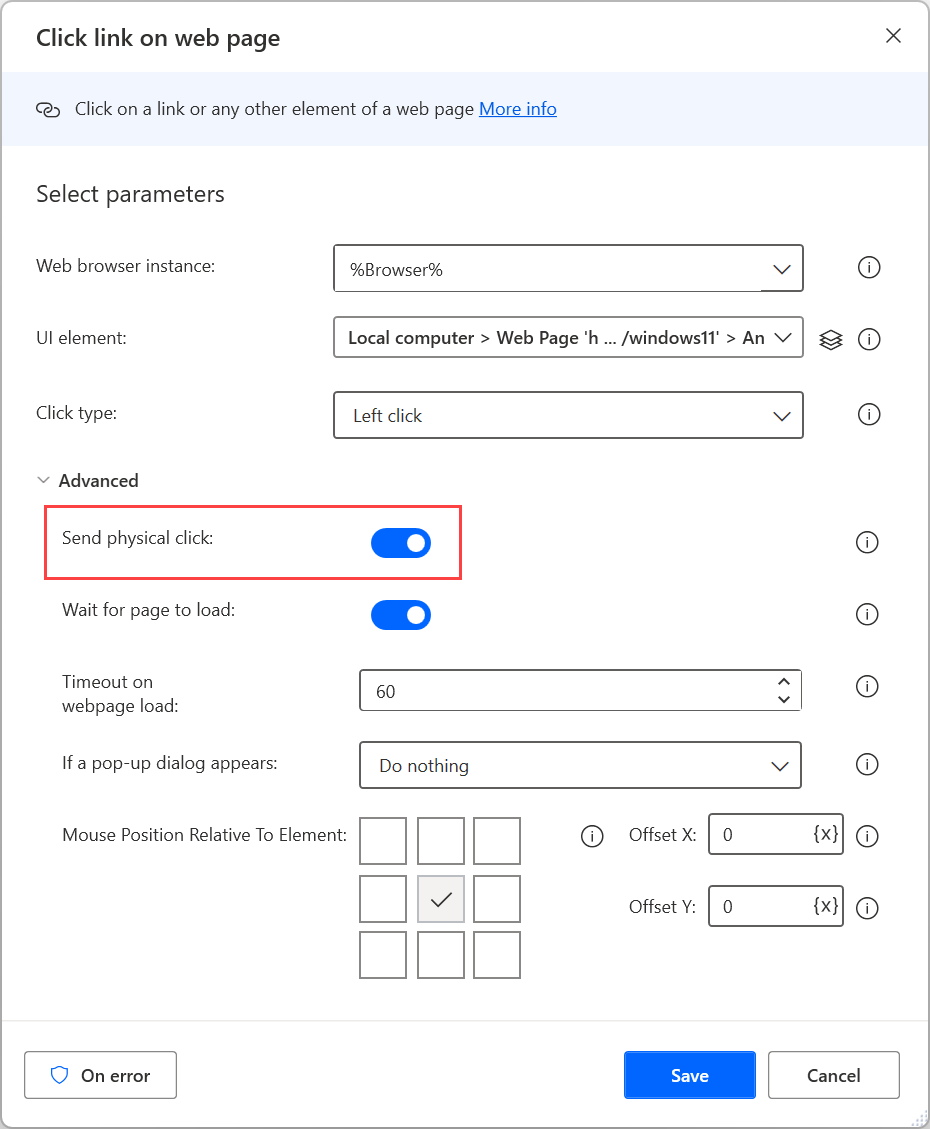 Click link on web page
Click on a link or any other element of a web page More info
Select parameters
Web browser instance:
%Browser%
UI element:
Local computer > Web Page 'h ... /windows11' > An
Click type:
Left click
Advanced
Send physical click:
Wait for page to load:
Timeout on
webpage load:
60
If a pop-up dialog appears:
Do nothing
Mouse Position Relative To Element:
Offset X:
0
{x}
Offset Y:
0
{x}
On error
Save
Cancel